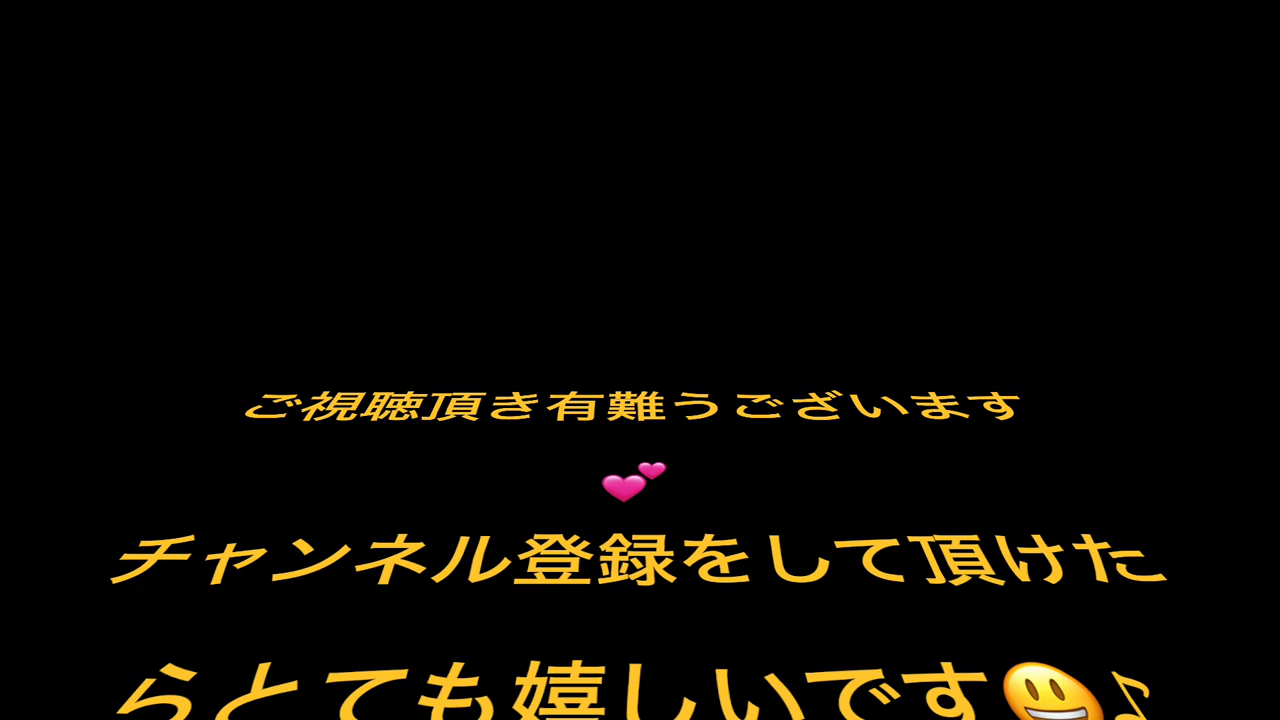 ご視聴頂き有難うございます
💕
チャンネル登録をして頂けた
らとても嬉しいです😃♪